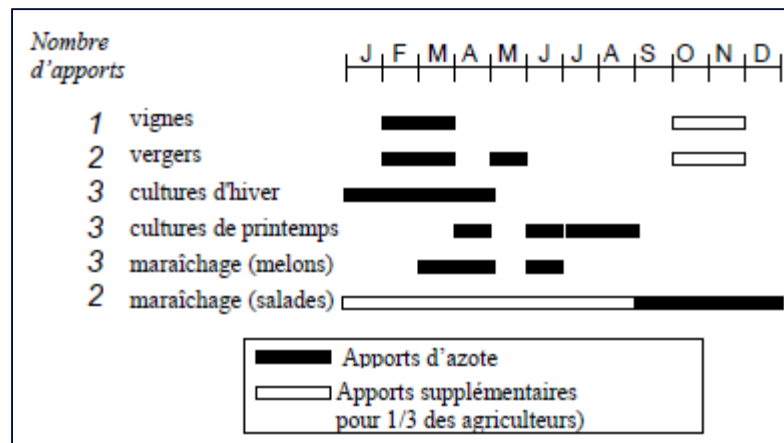 Nombre
d'apports
J F M A M J J A S O N D
1 vignes
2 vergers
3 cultures d'hiver
3 cultures de printemps
3 maraîchage (melons)
2 maraîchage (salades)
Apports d'azote
Apports supplémentaires
pour 1/3 des agriculteurs)